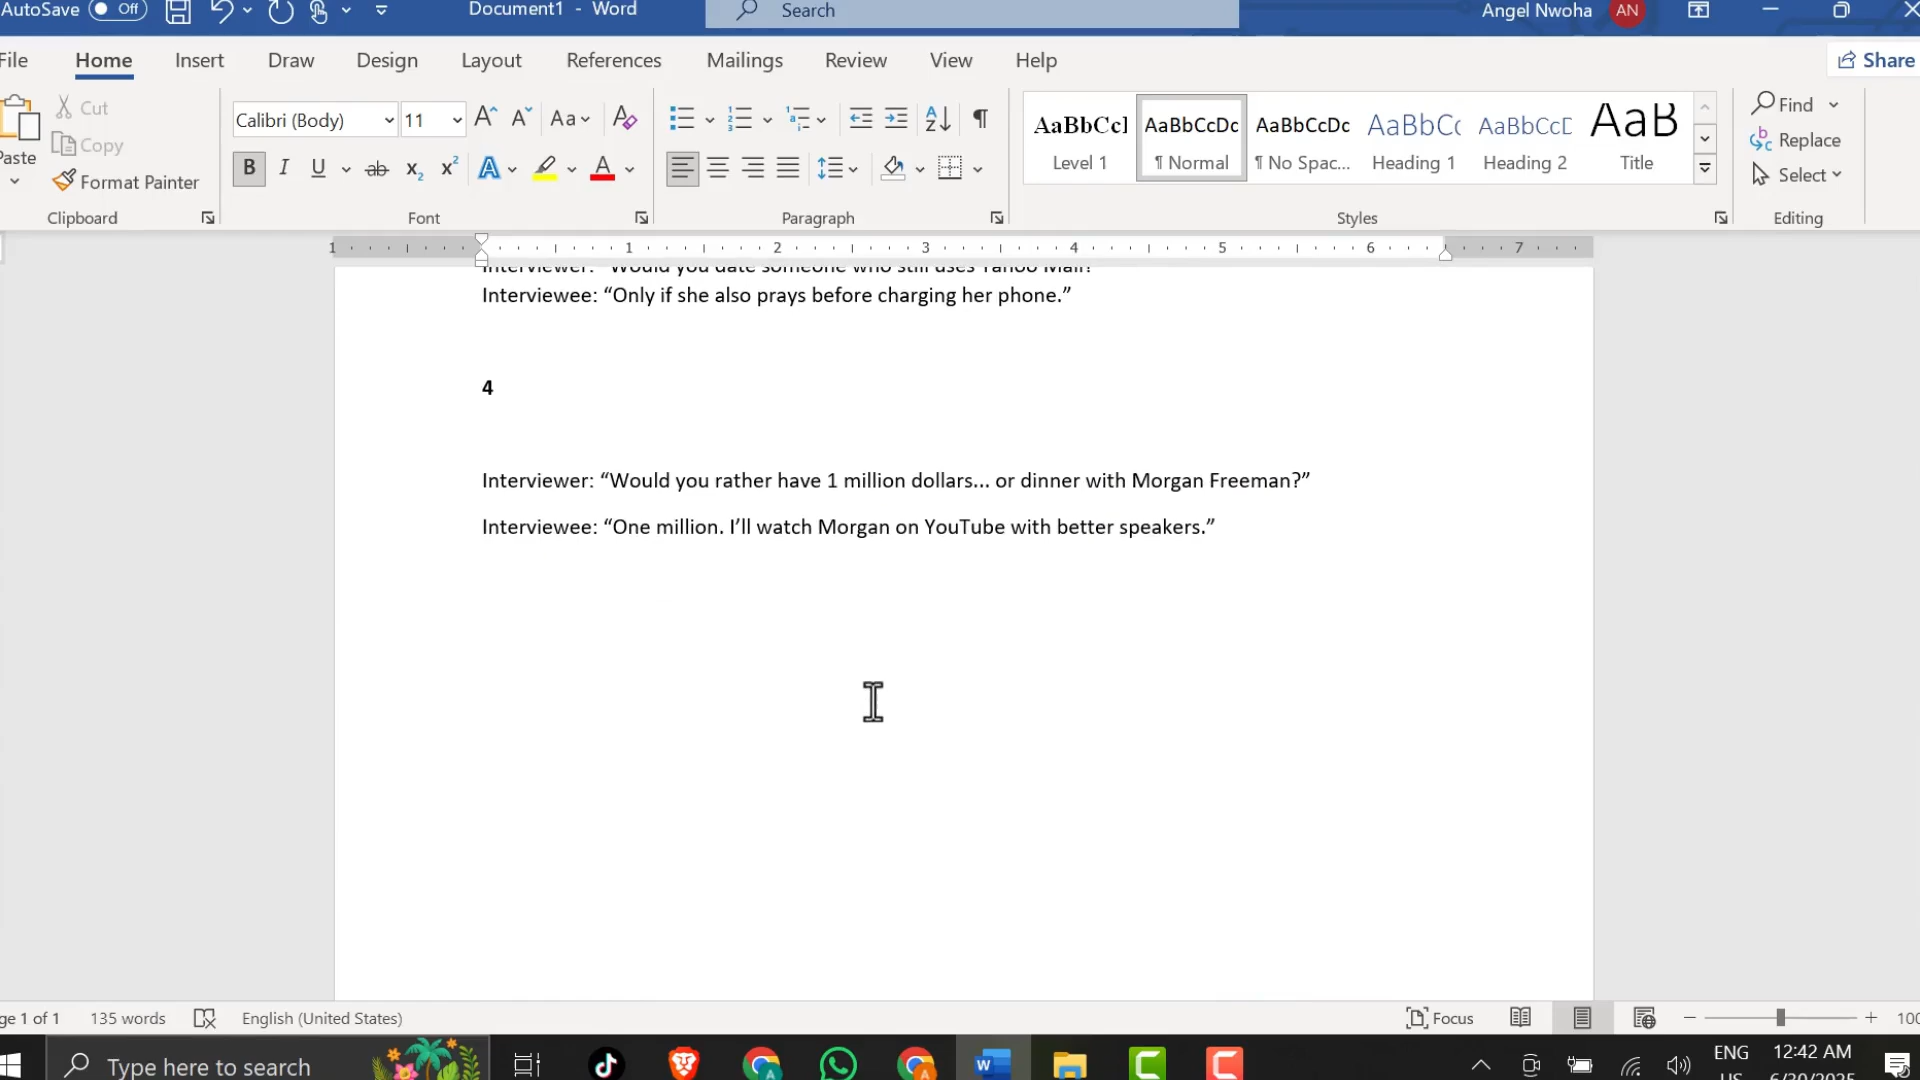 AutoSave Off Document1 - Word Search Angel Nwoha AN
File Home Insert Draw Design Layout References Mailings Review View Help Share
Paste Cut Copy Format Painter Clipboard
Calibri (Body) 11 Font
Paragraph
AaBbCcI AaBbCcDc AaBbCcDc AaBbCc AaBbCcD AaB
Level 1 ¶ Normal ¶ No Spac... Heading 1 Heading 2 Title
Styles
Find
Replace
Select
Editing
1 1 2 3 4 5 6 7
Interviewer: “Would you date someone who still uses Yahoo Mail?”
Interviewee: “Only if she also prays before charging her phone.”
4
Interviewer: “Would you rather have 1 million dollars... or dinner with Morgan Freeman?”
Interviewee: “One million. I’ll watch Morgan on YouTube with better speakers.”
ge 1 of 1 135 words English (United States) Focus 100
Type here to search ENG 12:42 AM
US 6/30/2025